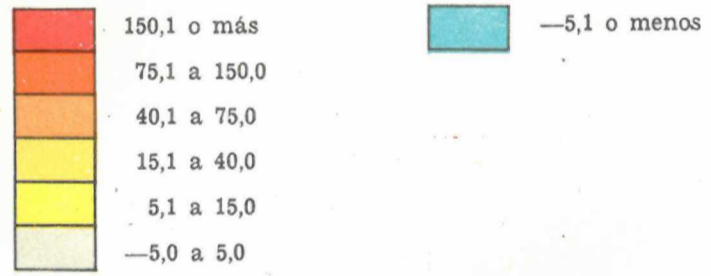 150,1 o más
75,1 a 150,0
40,1 a 75,0
15,1 a 40,0
5,1 a 15,0
—5,0 a 5,0
—5,1 o menos